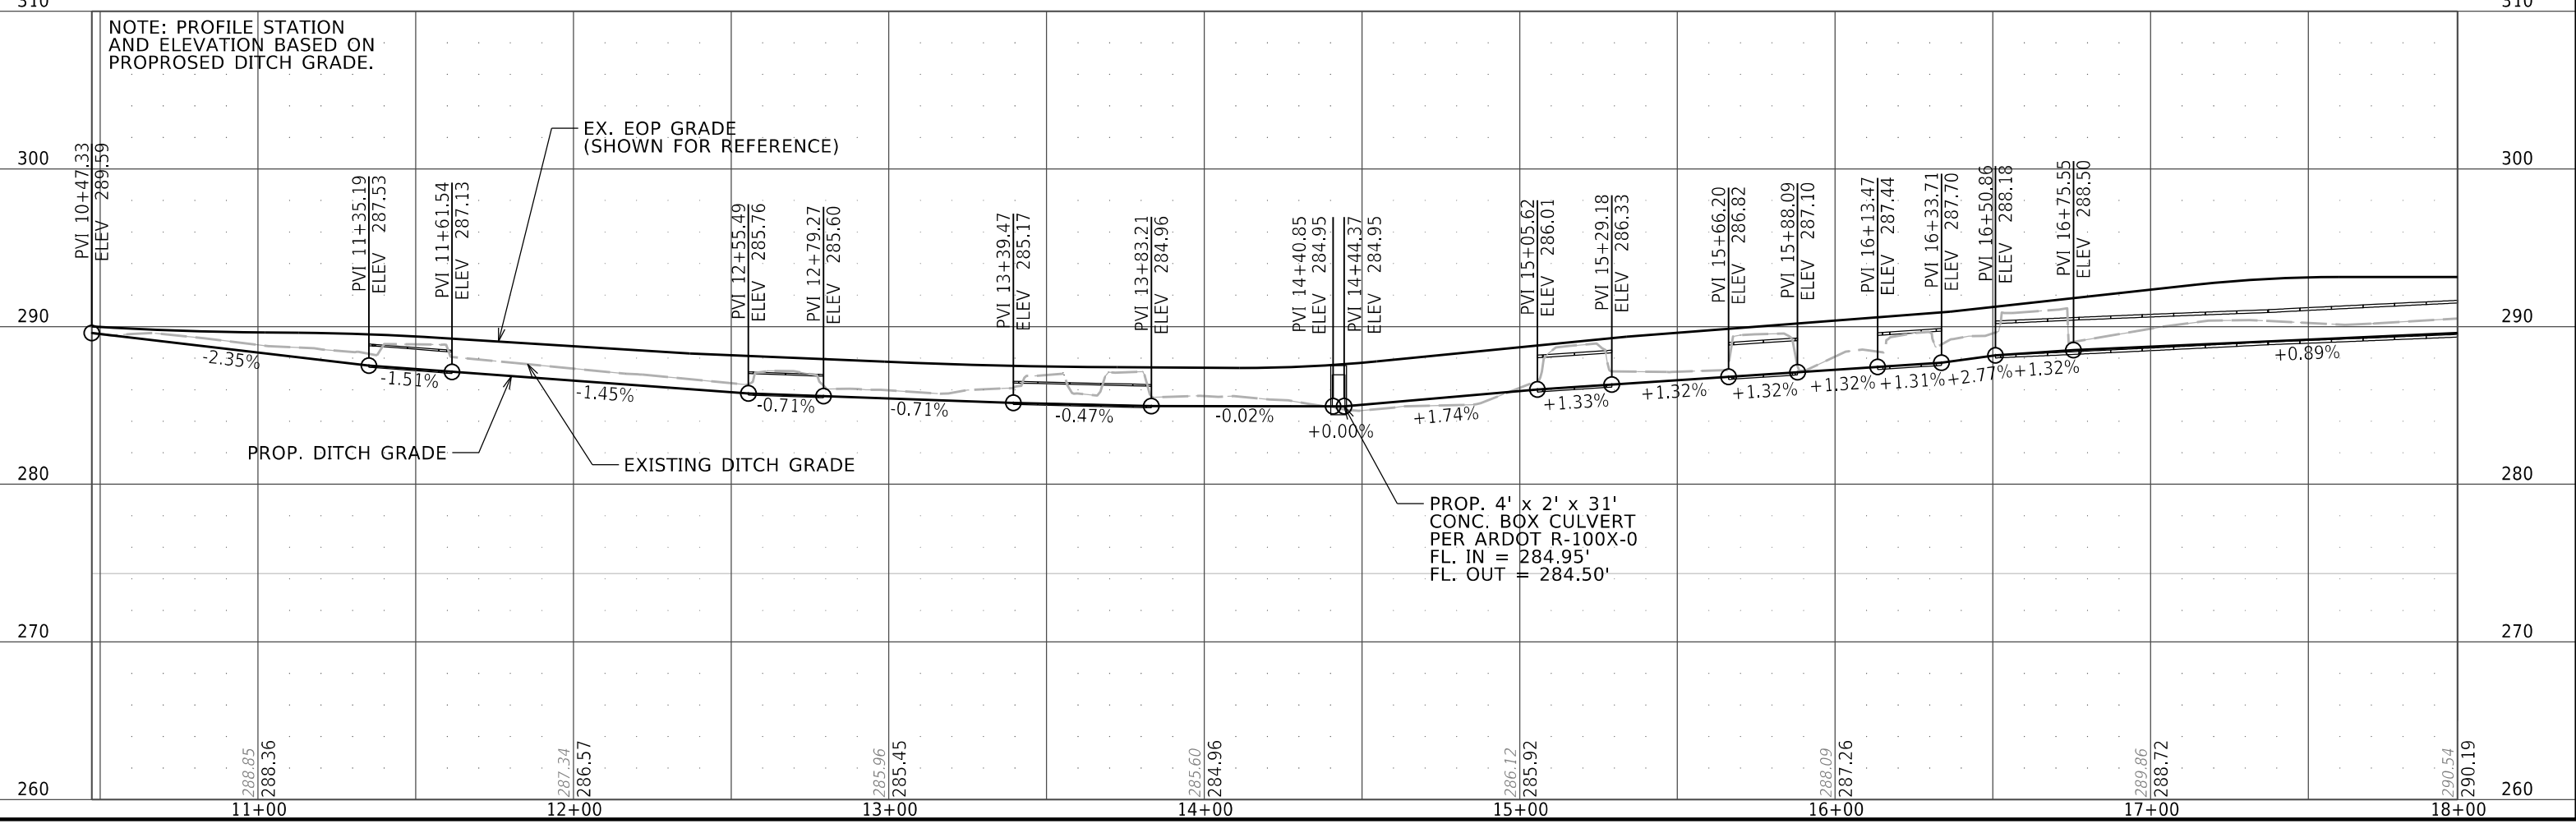 310
310
NOTE: PROFILE STATION
AND ELEVATION BASED ON
PROPROSED DITCH GRADE.
EX. EOP GRADE
(SHOWN FOR REFERENCE)
300
300
PVI 10+47.33
ELEV 289.59
PVI 11+35.19
ELEV 287.53
PVI 11+61.54
ELEV 287.13
PVI 12+55.49
ELEV 285.76
PVI 12+79.27
ELEV 285.60
PVI 13+39.47
ELEV 285.17
PVI 13+83.21
ELEV 284.96
PVI 14+40.85
ELEV 284.95
PVI 14+44.37
ELEV 284.95
PVI 15+05.62
ELEV 286.01
PVI 15+29.18
ELEV 286.33
PVI 15+66.20
ELEV 286.82
PVI 15+88.09
ELEV 287.10
PVI 16+13.47
ELEV 287.44
PVI 16+33.71
ELEV 287.70
PVI 16+50.86
ELEV 288.18
PVI 16+75.55
ELEV 288.50
290
290
-2.35%
-1.51%
-1.45%
-0.71%
-0.71%
-0.47%
-0.02%
+0.00%
+1.74%
+1.33%
+1.32%
+1.32%
+1.32%
+1.31%
+2.77%
+1.32%
+0.89%
PROP. DITCH GRADE
EXISTING DITCH GRADE
280
280
PROP. 4' x 2' x 31'
CONC. BOX CULVERT
PER ARDOT R-100X-0
FL. IN = 284.95'
FL. OUT = 284.50'
270
270
288.85
288.36
287.34
286.57
285.96
285.45
285.60
284.96
286.12
285.92
288.09
287.26
289.86
288.72
290.54
290.19
260
260
11+00
12+00
13+00
14+00
15+00
16+00
17+00
18+00